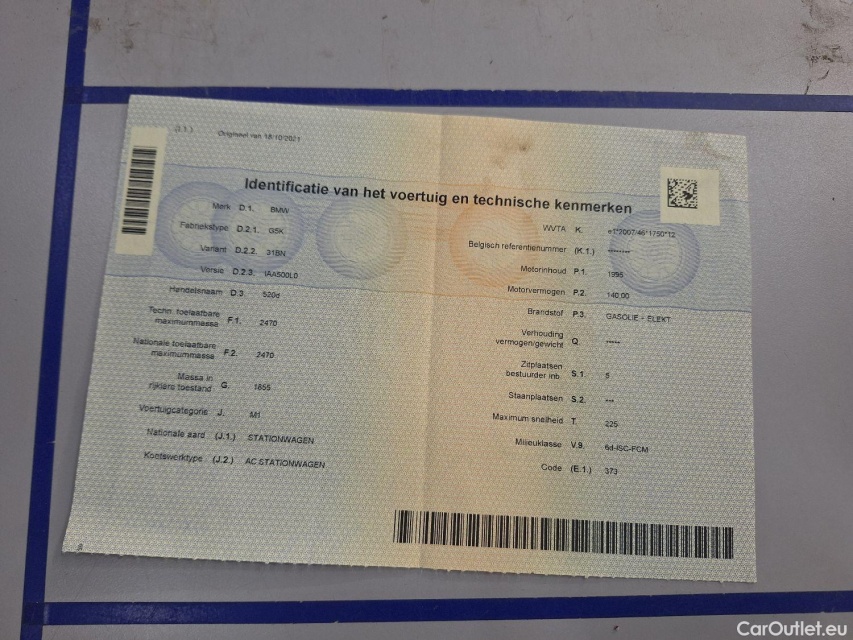 (I.1.) Origineel van 18/10/2021
Identificatie van het voertuig en technische kenmerken
Merk D.1. BMW
Fabriekstype D.2.1. G5K
Variant D.2.2. 31BN
Versie D.2.3. IAA500L0
Handelsnaam D.3. 520d
Techn. toelaatbare
maximummassa F.1. 2470
Nationale toelaatbare
maximummassa F.2. 2470
Massa in
rijklare toestand G. 1855
Voertuigcategorie J. M1
Nationale aard (J.1.) STATIONWAGEN
Koetswerktype (J.2.) AC STATIONWAGEN
WVTA K. e1*2007/46*1750*12
Belgisch referentienummer (K.1.) --------
Motorinhoud P.1. 1995
Motorvermogen P.2. 140,00
Brandstof P.3. GASOLIE - ELEKT
Verhouding
vermogen/gewicht Q. -----
Zitplaatsen
bestuurder inb. S.1. 5
Staanplaatsen S.2. ---
Maximum snelheid T. 225
Milieuklasse V.9. 6d-ISC-FCM
Code (E.1.) 373
CarOutlet.eu